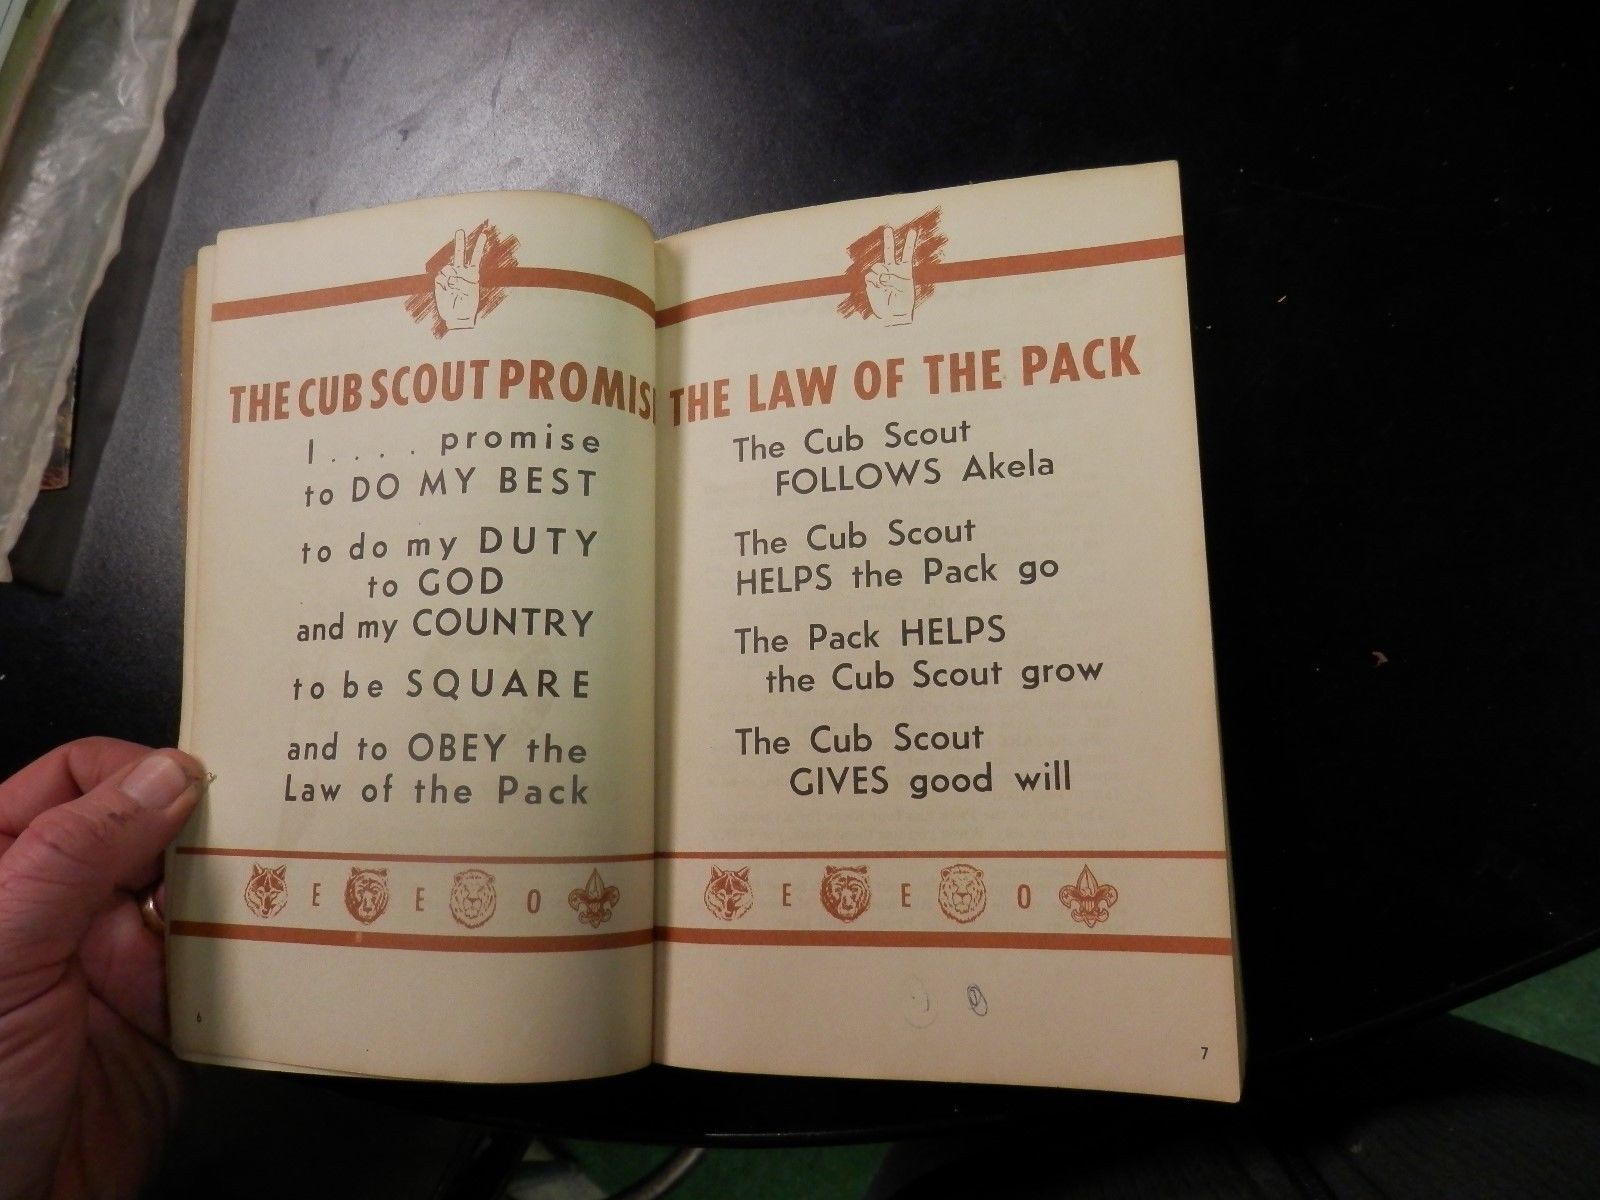 THE CUB SCOUT PROMIS
I . . . . promise
to DO MY BEST
to do my DUTY
to GOD
and my COUNTRY
to be SQUARE
and to OBEY the
Law of the Pack
E E O
6
THE LAW OF THE PACK
The Cub Scout
FOLLOWS Akela
The Cub Scout
HELPS the Pack go
The Pack HELPS
the Cub Scout grow
The Cub Scout
GIVES good will
E E O
7